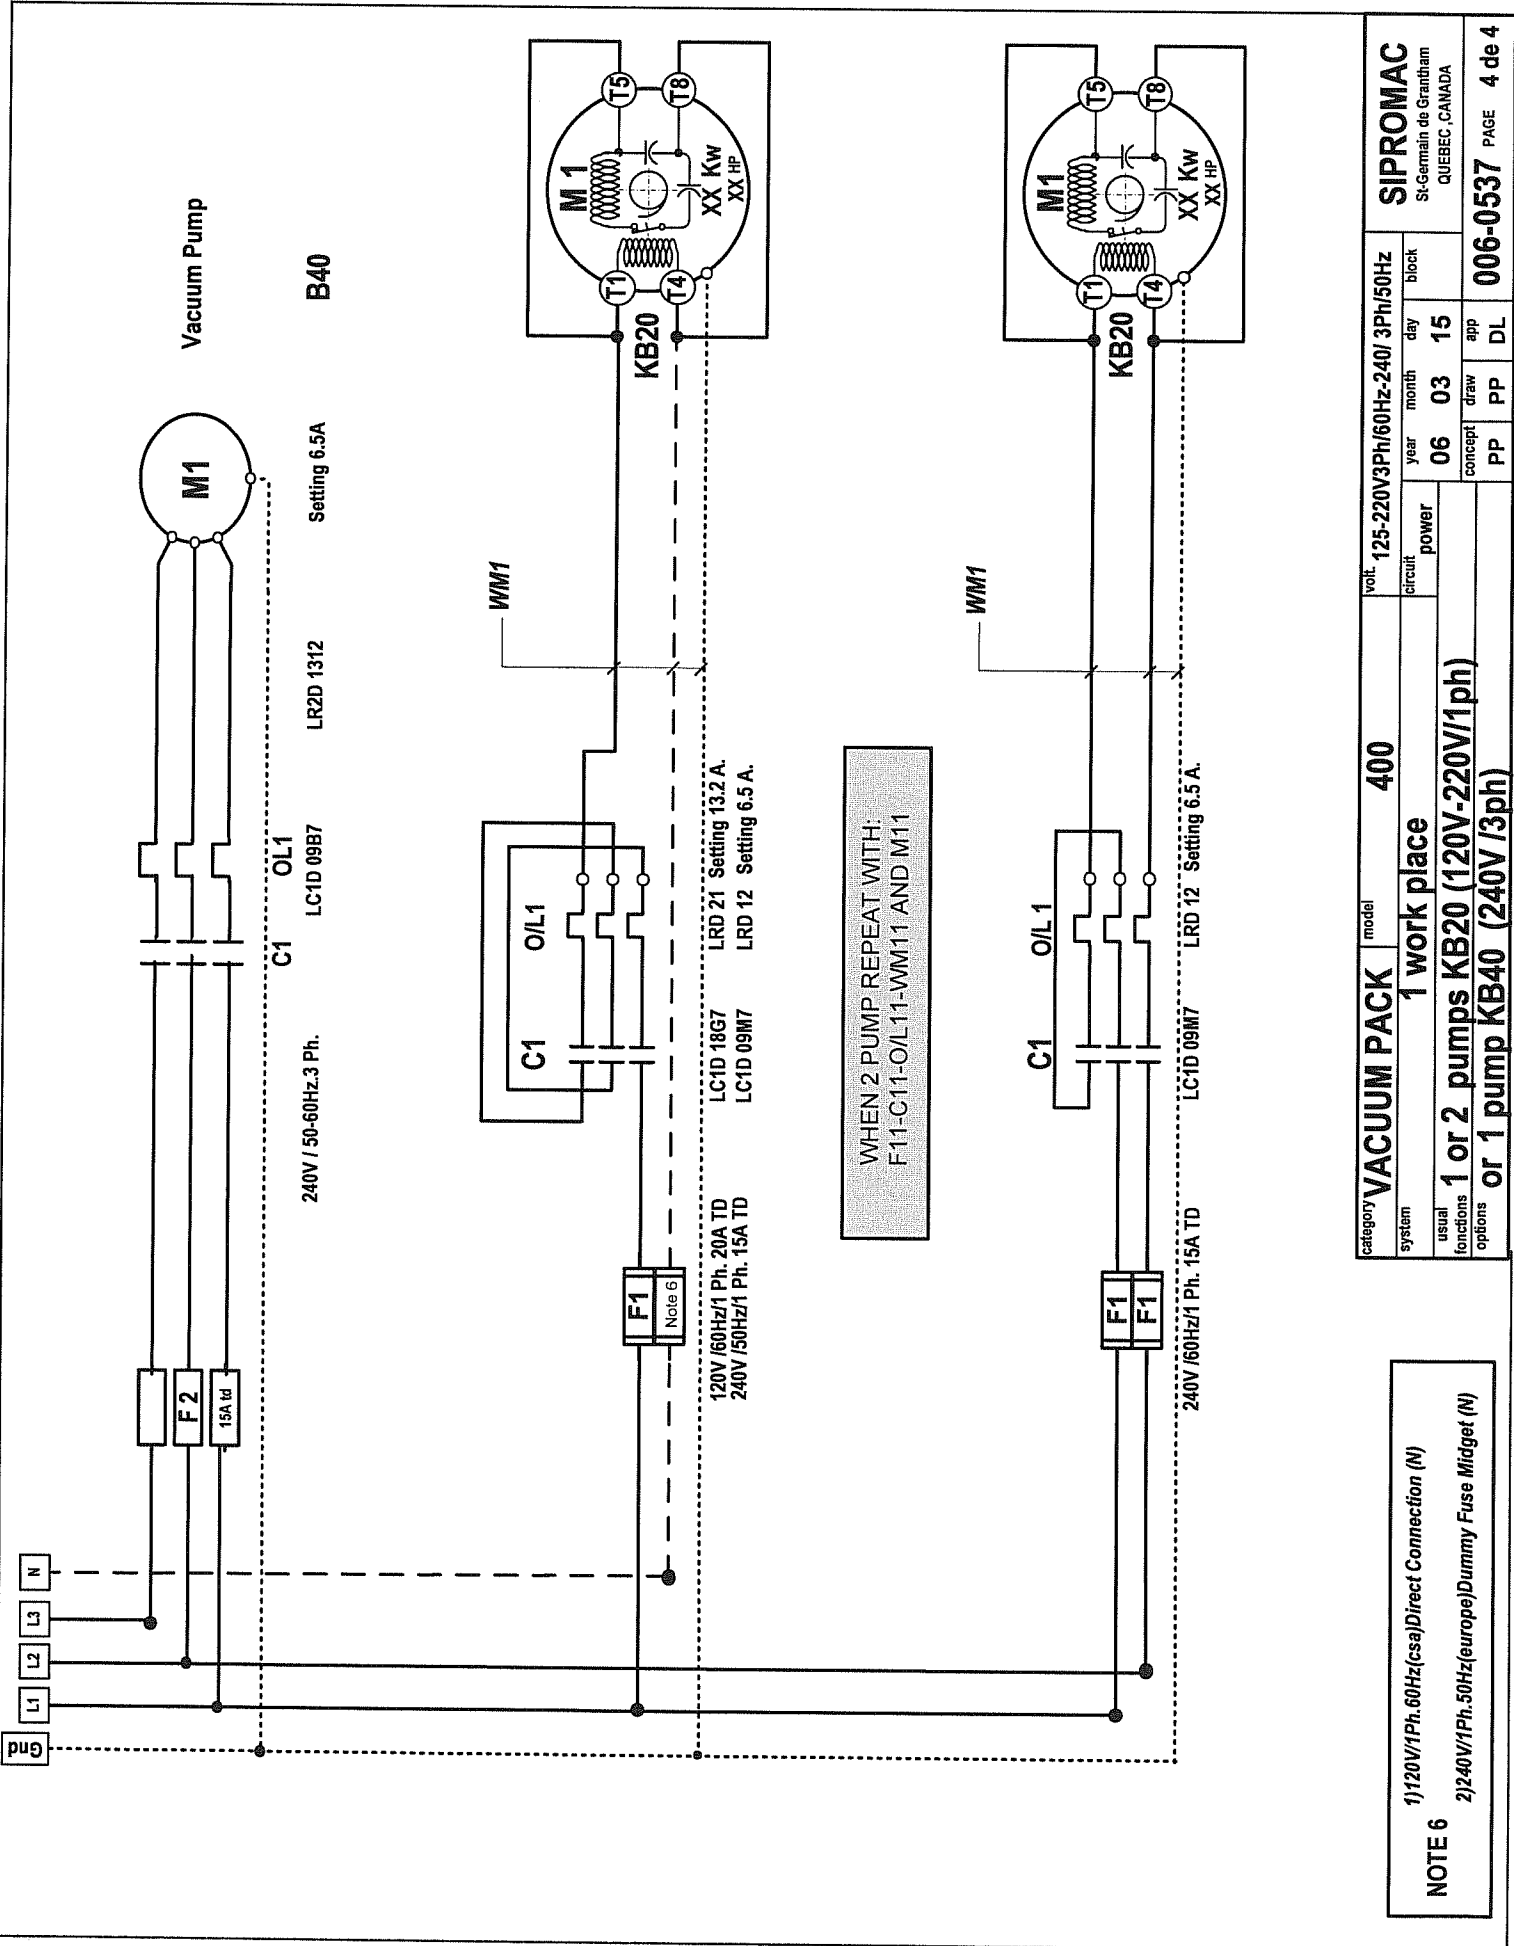 Gnd
L1
L2
L3
N
F 2
15A td
240V / 50-60Hz.3 Ph.
C1
OL1
LC1D 09B7
LR2D 1312
Setting 6.5A
M1
Vacuum Pump
B40
F1
Note 6
120V /60Hz/1 Ph. 20A TD
240V /50Hz/1 Ph. 15A TD
C1
O/L1
LC1D 18G7
LC1D 09M7
LRD 21 Setting 13.2 A.
LRD 12 Setting 6.5 A.
WM1
KB20
T1
T4
T5
T8
M 1
XX Kw
XX HP
WHEN 2 PUMP REPEAT WITH:
F11-C11-O/L11-WM11 AND M11
F1
F1
240V /60Hz/1 Ph. 15A TD
C1
O/L1
LC1D 09M7
LRD 12 Setting 6.5 A.
WM1
KB20
T1
T4
T5
T8
M1
XX Kw
XX HP
NOTE 6
1)120V/1Ph.60Hz(csa)Direct Connection (N)
2)240V/1Ph.50Hz(europe)Dummy Fuse Midget (N)
category VACUUM PACK
model 400
volt. 125-220V3Ph/60Hz-240/ 3Ph/50Hz
SIPROMAC
St-Germain de Grantham
QUEBEC ,CANADA
system 1 work place
circuit power
year 06
month 03
day 15
block
usual
fonctions 1 or 2 pumps KB20 (120V-220V/1ph)
options or 1 pump KB40 (240V /3ph)
concept PP
draw PP
app DL
006-0537 PAGE 4 de 4